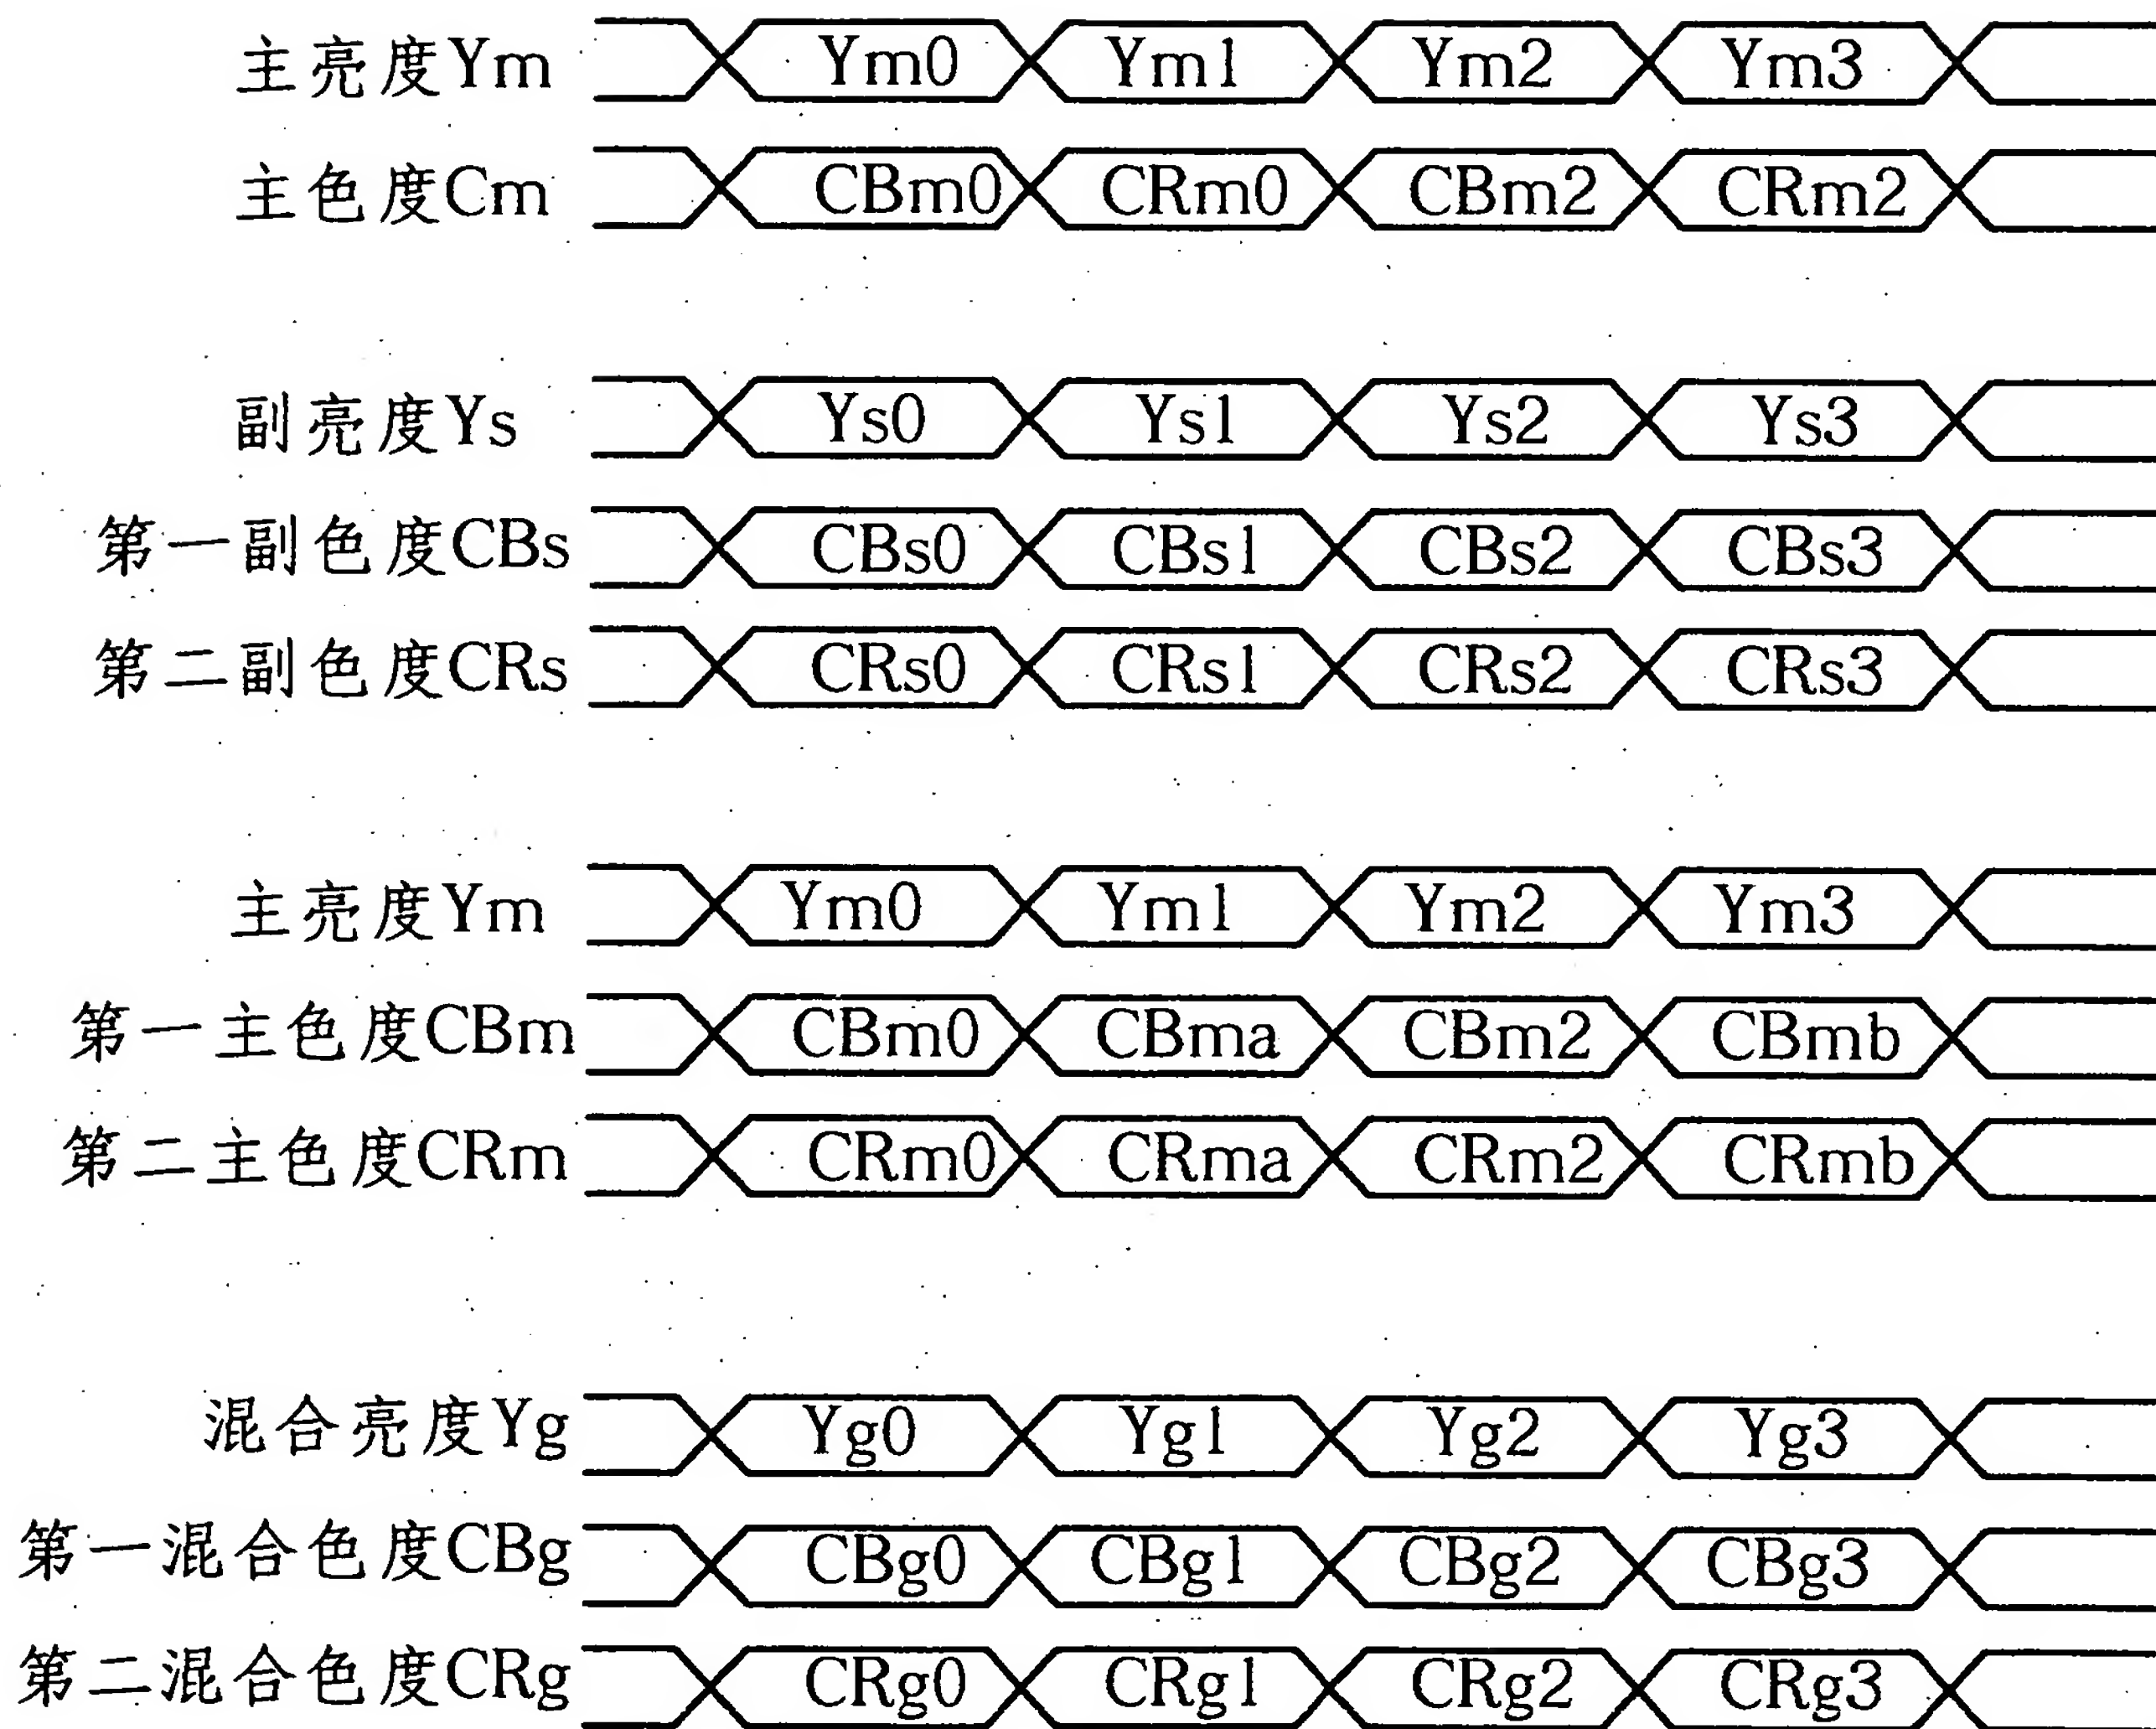 主亮度Ym Ym0 Ym1 Ym2 Ym3
主色度Cm CBm0 CRm0 CBm2 CRm2
副亮度Ys Ys0 Ys1 Ys2 Ys3
第一副色度CBs CBs0 CBs1 CBs2 CBs3
第二副色度CRs CRs0 CRs1 CRs2 CRs3
主亮度Ym Ym0 Ym1 Ym2 Ym3
第一主色度CBm CBm0 CBma CBm2 CBmb
第二主色度CRm CRm0 CRma CRm2 CRmb
混合亮度Yg Yg0 Yg1 Yg2 Yg3
第一混合色度CBg CBg0 CBg1 CBg2 CBg3
第二混合色度CRg CRg0 CRg1 CRg2 CRg3